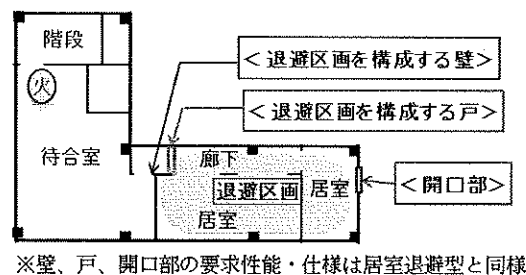 階段
<退避区画を構成する壁>
火
<退避区画を構成する戸>
待合室
廊下
退避区画
居室
<開口部>
居室
※壁、戸、開口部の要求性能・仕様は居室退避型と同様